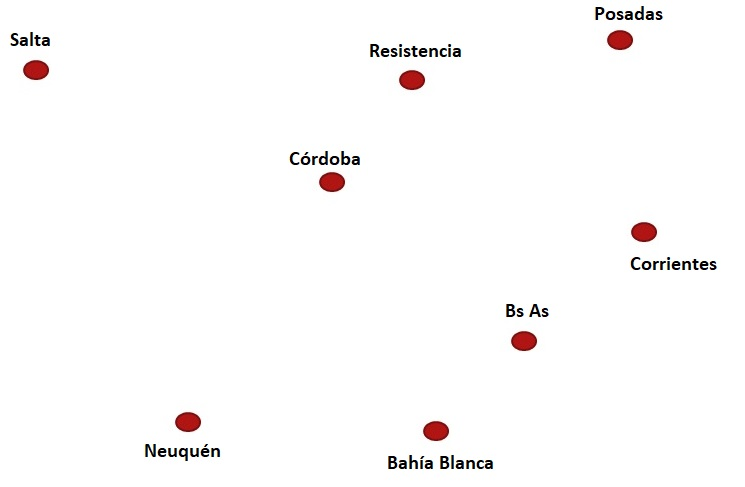 Posadas
Salta
Resistencia
Córdoba
Corrientes
Bs As
Neuquén
Bahía Blanca